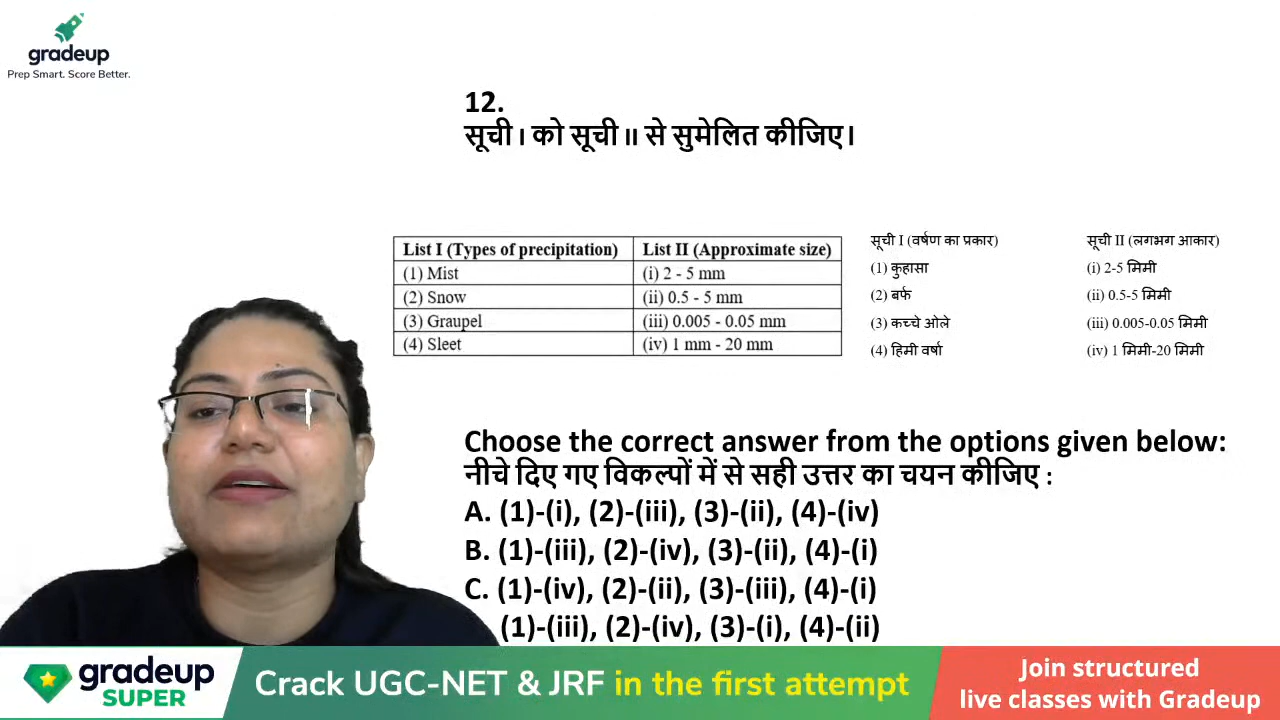 gradeup
Prep Smart. Score Better.
12.
सूची । को सूची ॥ से सुमेलित कीजिए।
List I (Types of precipitation) List II (Approximate size)
(1) Mist (i) 2 - 5 mm
(2) Snow (ii) 0.5 - 5 mm
(3) Graupel (iii) 0.005 - 0.05 mm
(4) Sleet (iv) 1 mm - 20 mm
सूची I (वर्षण का प्रकार) सूची II (लगभग आकार)
(1) कुहासा (i) 2-5 मिमी
(2) बर्फ (ii) 0.5-5 मिमी
(3) कच्चे ओले (iii) 0.005-0.05 मिमी
(4) हिमी वर्षा (iv) 1 मिमी-20 मिमी
Choose the correct answer from the options given below:
नीचे दिए गए विकल्पों में से सही उत्तर का चयन कीजिए :
A. (1)-(i), (2)-(iii), (3)-(ii), (4)-(iv)
B. (1)-(iii), (2)-(iv), (3)-(ii), (4)-(i)
C. (1)-(iv), (2)-(ii), (3)-(iii), (4)-(i)
(1)-(iii), (2)-(iv), (3)-(i), (4)-(ii)
gradeup
SUPER
Crack UGC-NET & JRF in the first attempt
Join structured
live classes with Gradeup